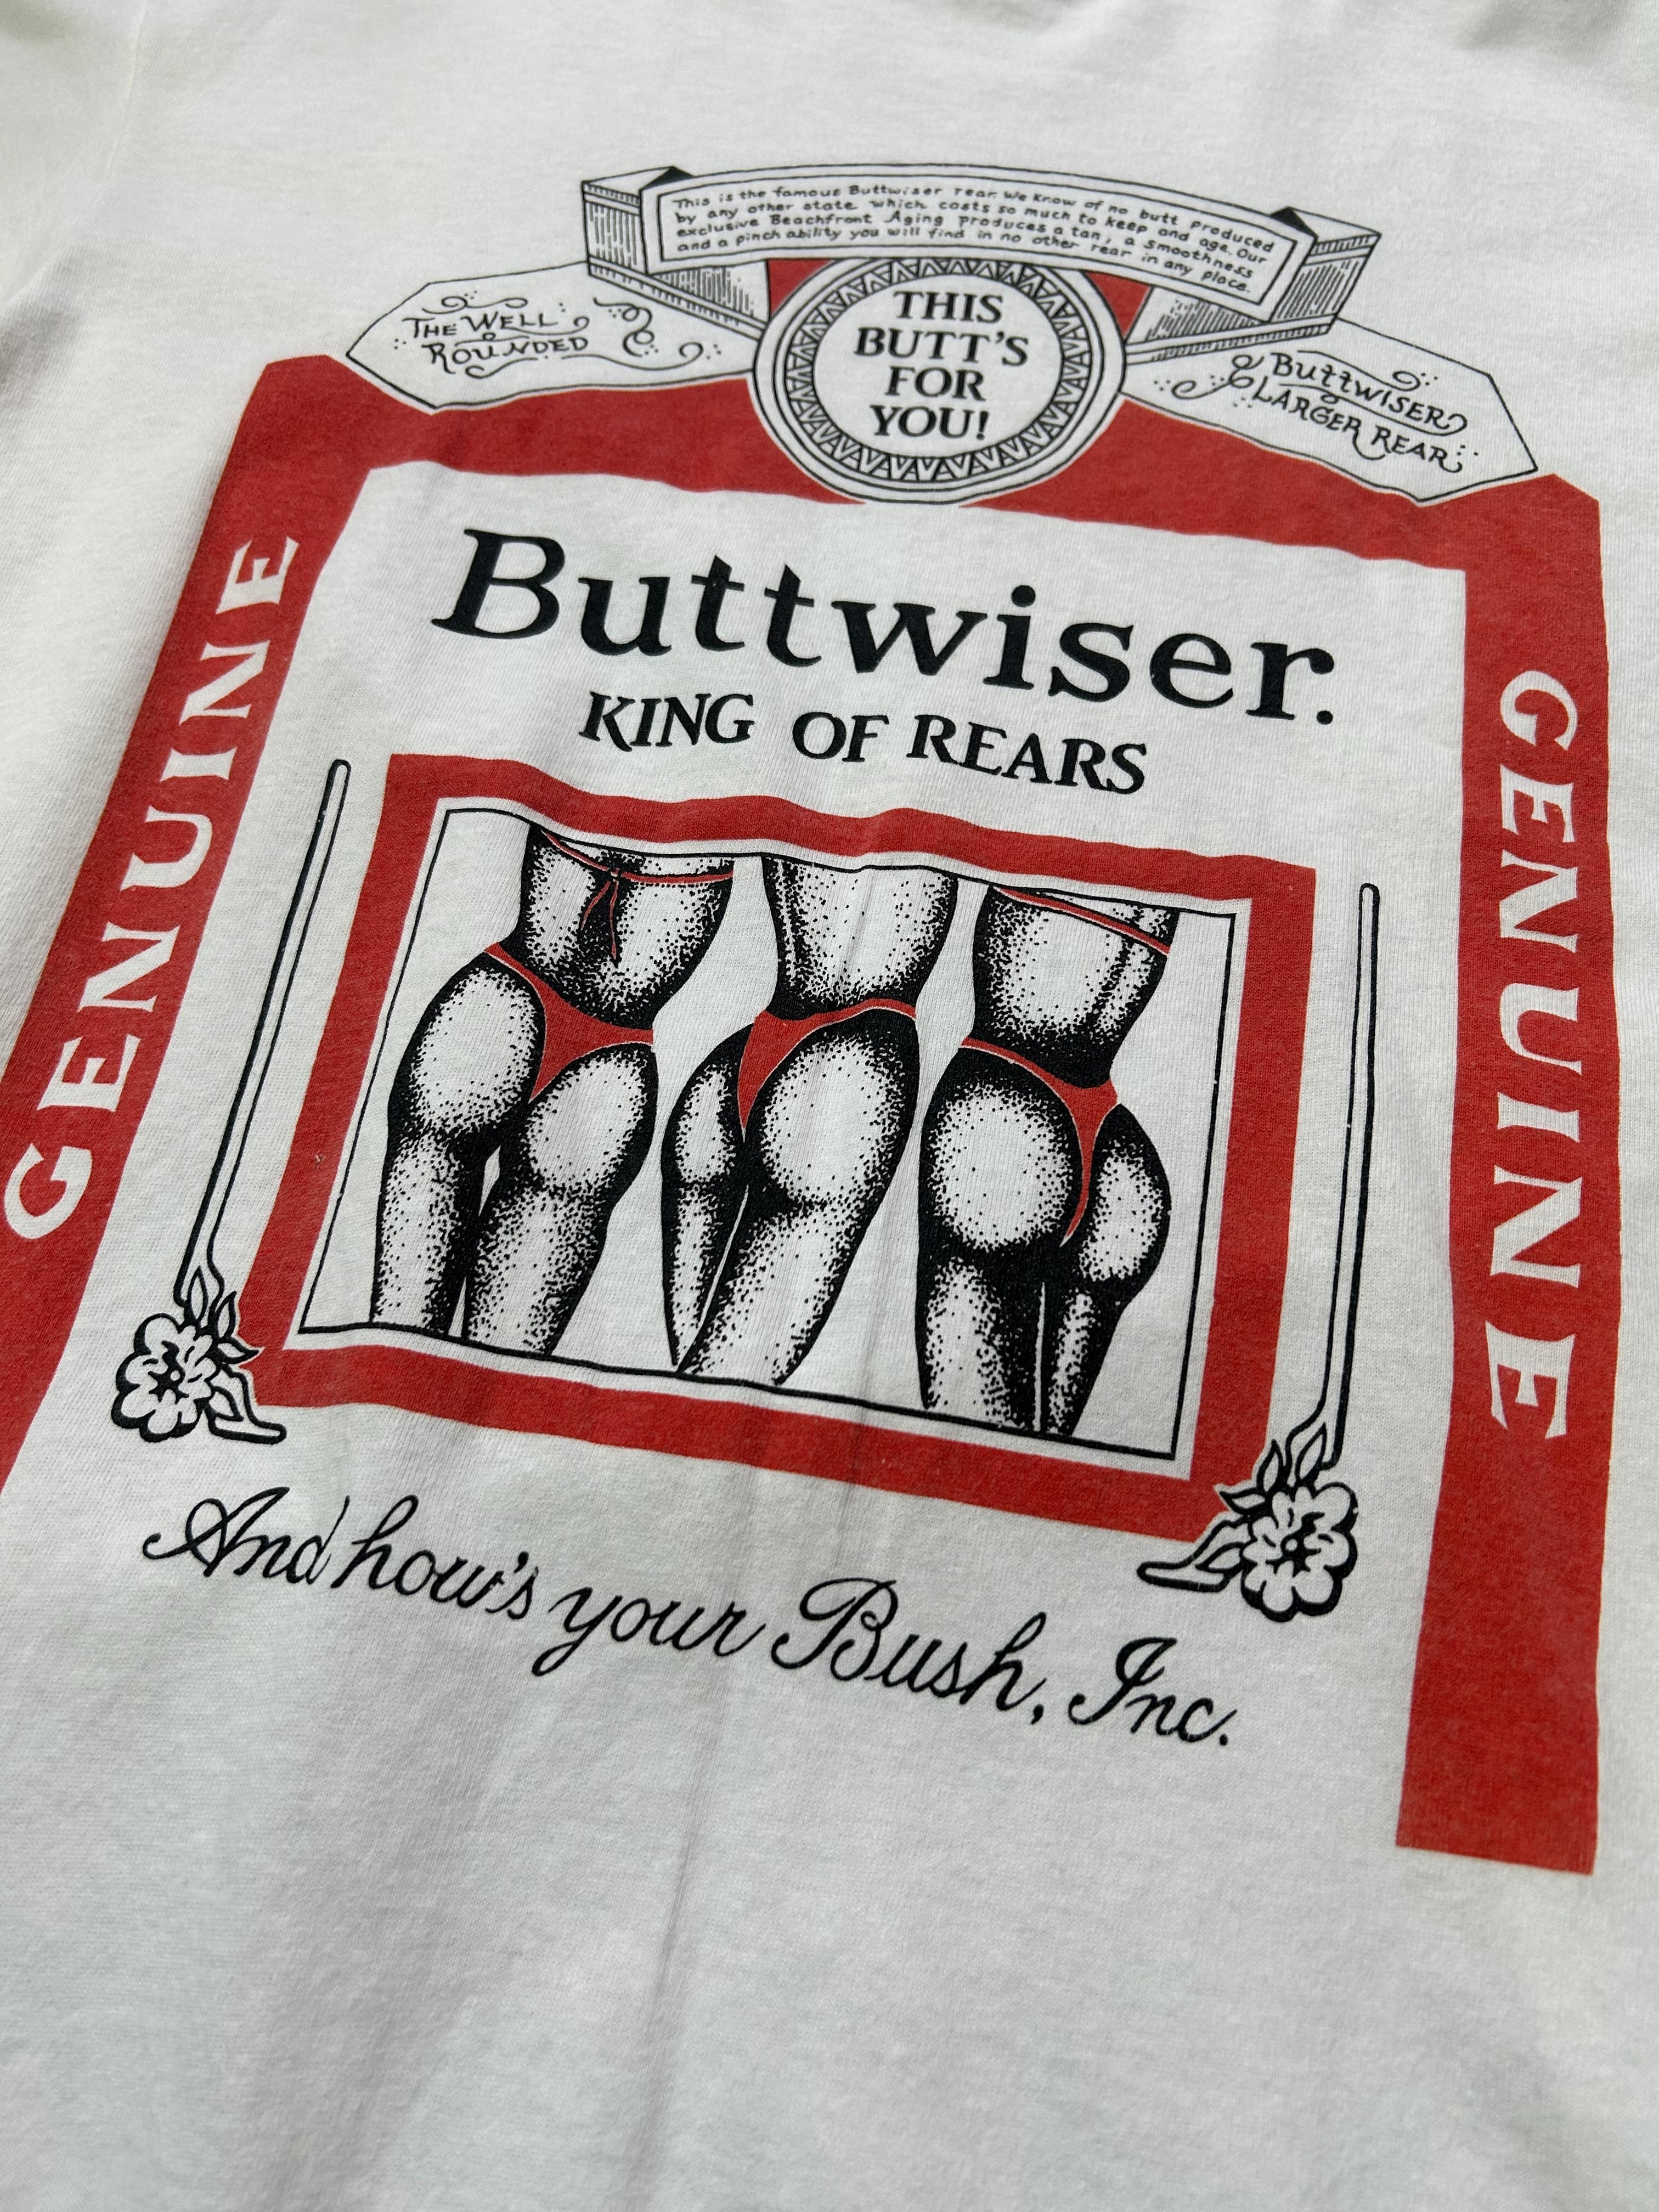 This is the famous Buttwiser rear. We Know of no butt produced
by any other state which costs so much to keep and age. Our
exclusive Beachfront Aging produces a tan, a smoothness
and a pinch ability you will find in no other rear in any place.
THE WELL
ROUNDED
THIS
BUTT'S
FOR
YOU!
BUTTWISER
LARGER REAR
GENUINE
Buttwiser.
KING OF REARS
GENUINE
And how's your Bush, Inc.